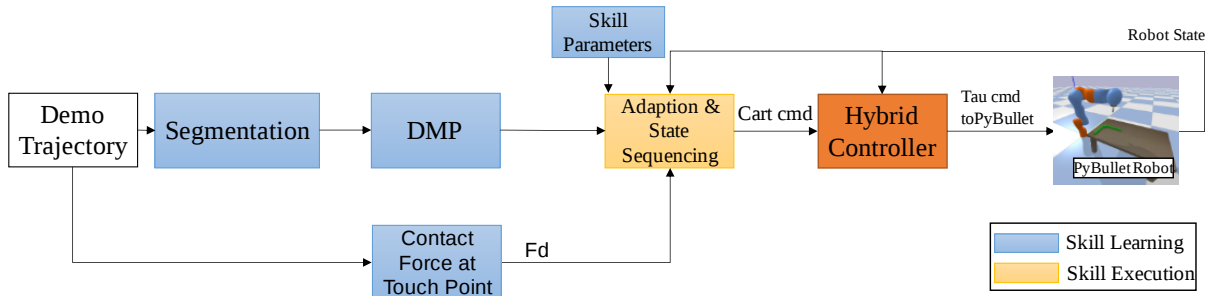 Skill
Parameters
Robot State
Demo
Trajectory
Segmentation
DMP
Adaption &
State
Sequencing
Cart cmd
Hybrid
Controller
Tau cmd
toPyBullet
PyBullet Robot
Contact
Force at
Touch Point
Fd
Skill Learning
Skill Execution